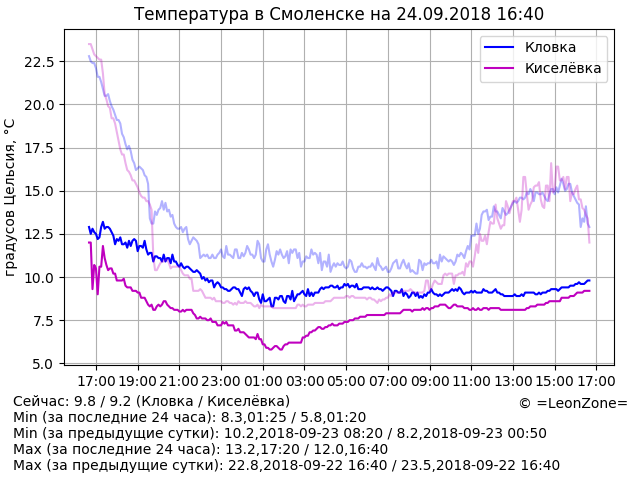 Температура в Смоленске на 24.09.2018 16:40
градусов Цельсия, °C
22.5
20.0
17.5
15.0
12.5
10.0
7.5
5.0
Кловка
Киселёвка
17:00 19:00 21:00 23:00 01:00 03:00 05:00 07:00 09:00 11:00 13:00 15:00 17:00
Сейчас: 9.8 / 9.2 (Кловка / Киселёвка)
© =LeonZone=
Min (за последние 24 часа): 8.3,01:25 / 5.8,01:20
Min (за предыдущие сутки): 10.2,2018-09-23 08:20 / 8.2,2018-09-23 00:50
Max (за последние 24 часа): 13.2,17:20 / 12.0,16:40
Max (за предыдущие сутки): 22.8,2018-09-22 16:40 / 23.5,2018-09-22 16:40